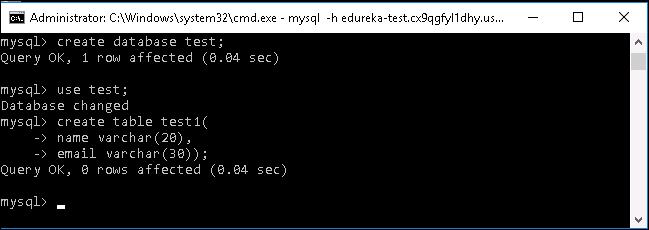 Administrator: C:\Windows\system32\cmd.exe - mysql -h edureka-test.cx9qgfyl1dhy.us...
mysql> create database test;
Query OK, 1 row affected (0.04 sec)
mysql> use test;
Database changed
mysql> create table test1(
-> name varchar(20),
-> email varchar(30));
Query OK, 0 rows affected (0.04 sec)
mysql>